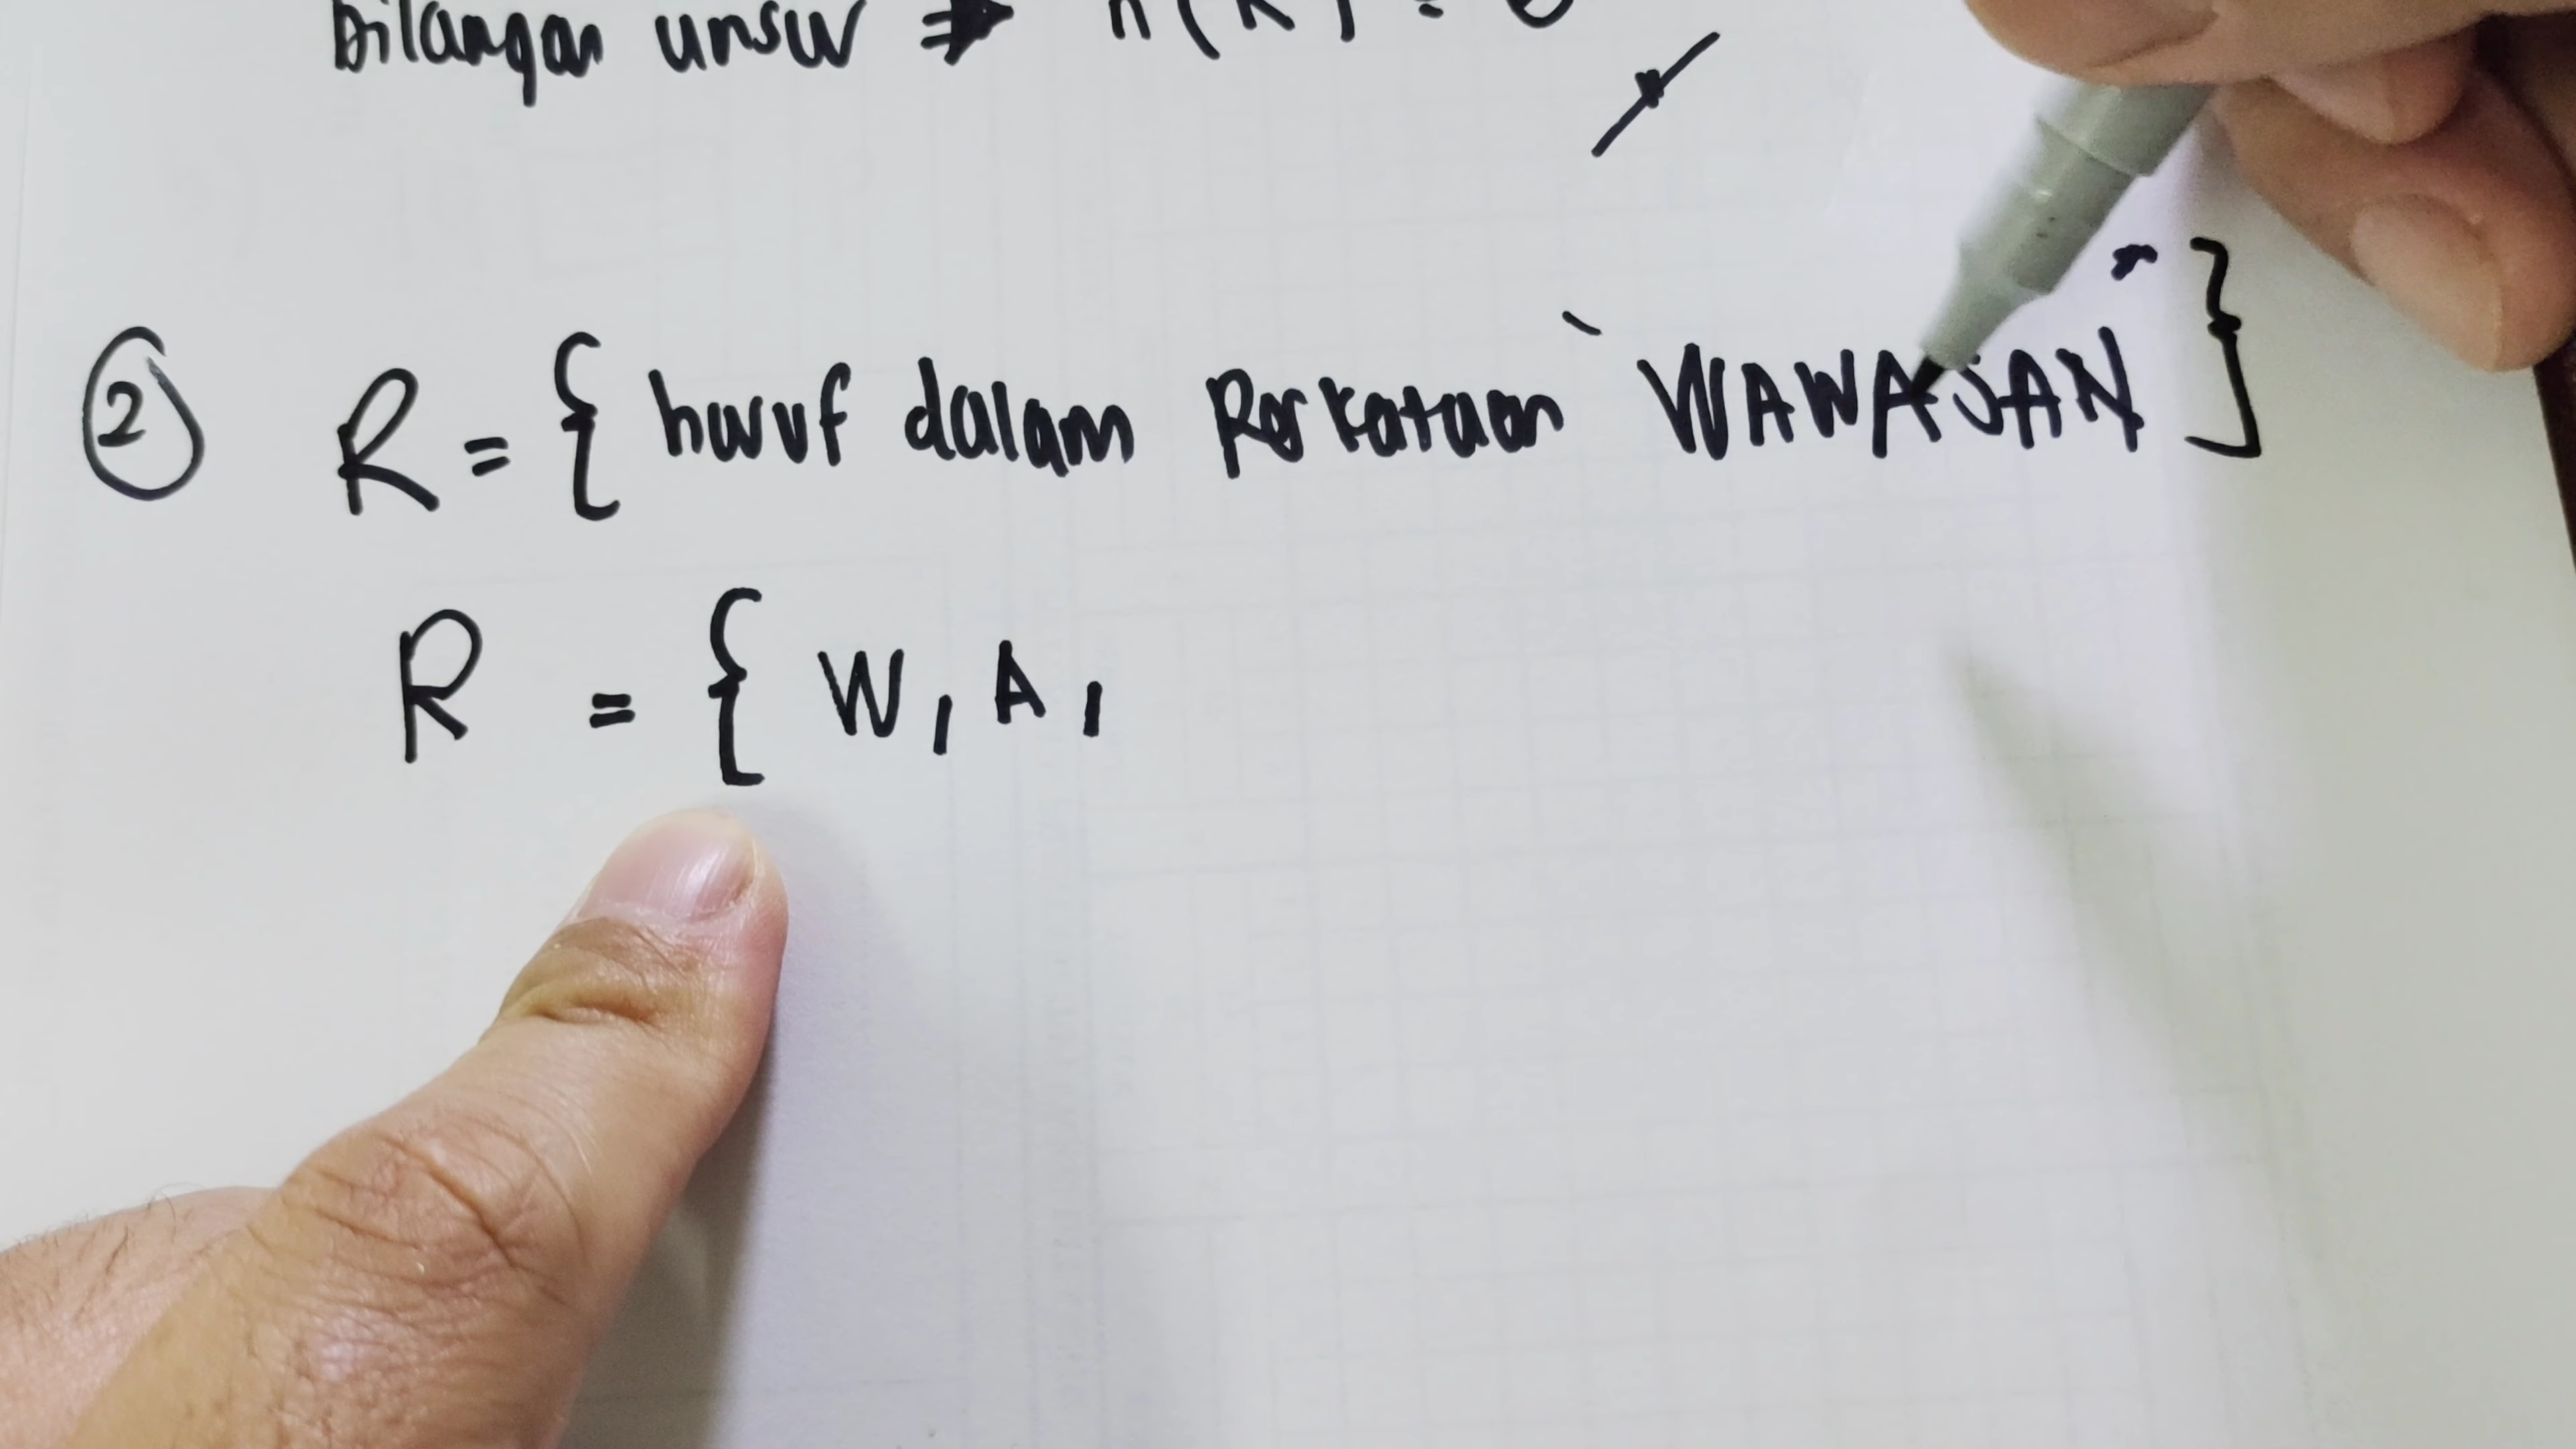 bilangan unsur ⇒ n(R) =
② R = { huruf dalam Perkataan `WAWASAN" }
R = { W, A,